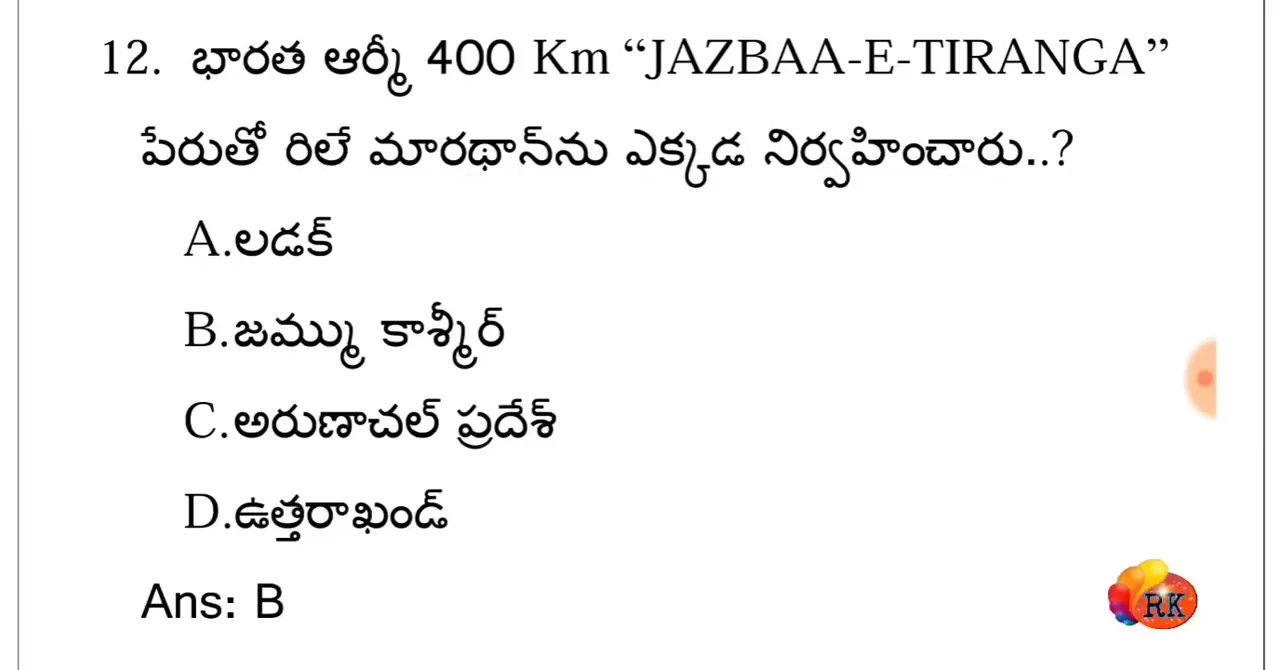 12. భారత ఆర్మీ 400 Km “JAZBAA-E-TIRANGA”
పేరుతో రిలే మారథాన్‌ను ఎక్కడ నిర్వహించారు..?
A.లడక్
B.జమ్ము కాశ్మీర్
C.అరుణాచల్ ప్రదేశ్
D.ఉత్తరాఖండ్
Ans: B
RK